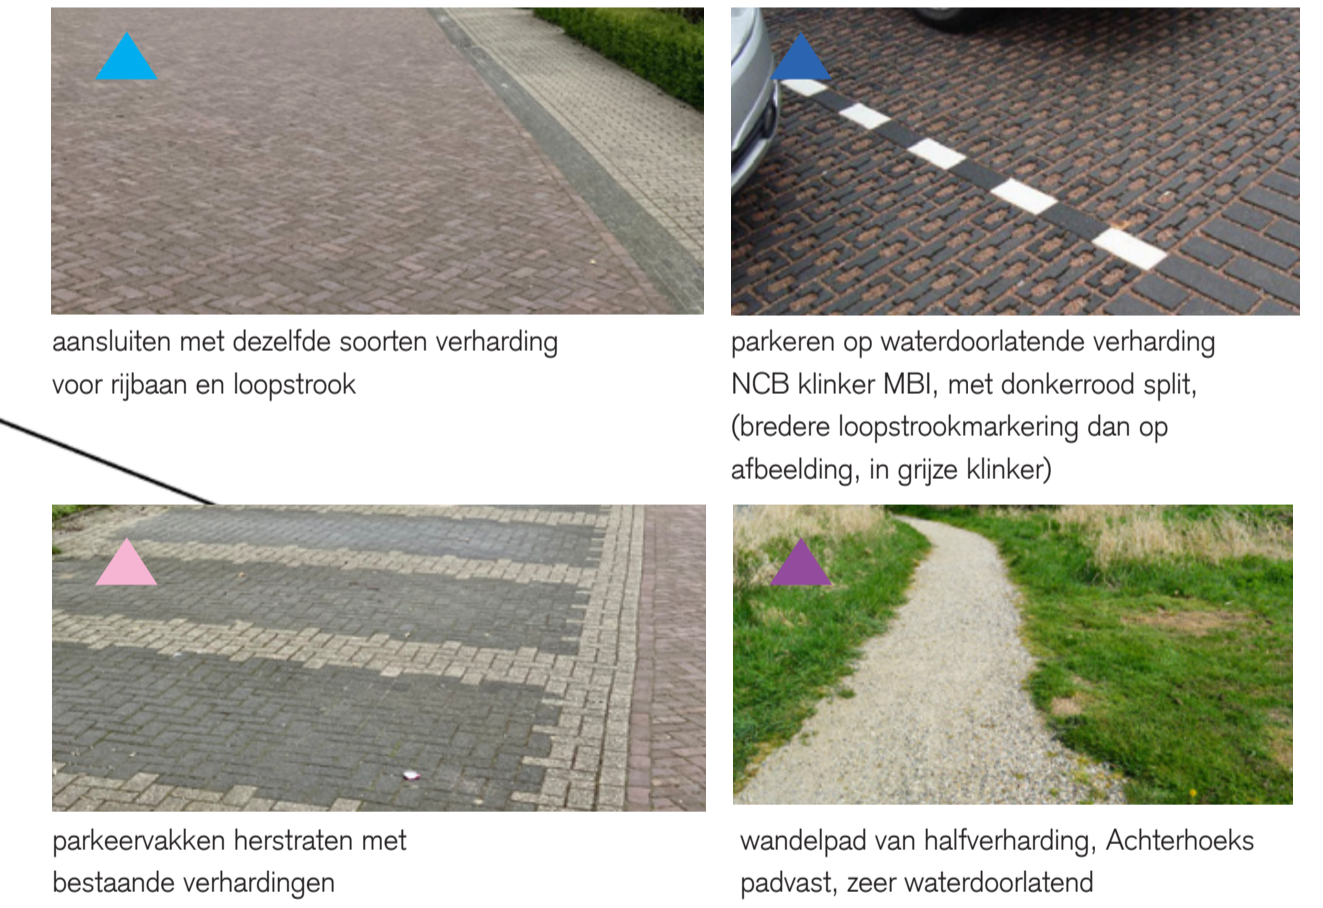 aansluiten met dezelfde soorten verharding
voor rijbaan en loopstrook
parkeren op waterdoorlatende verharding
NCB klinker MBI, met donkerrood split,
(bredere loopstrookmarkering dan op
afbeelding, in grijze klinker)
parkeervakken herstraten met
bestaande verhardingen
wandelpad van halfverharding, Achterhoeks
padvast, zeer waterdoorlatend